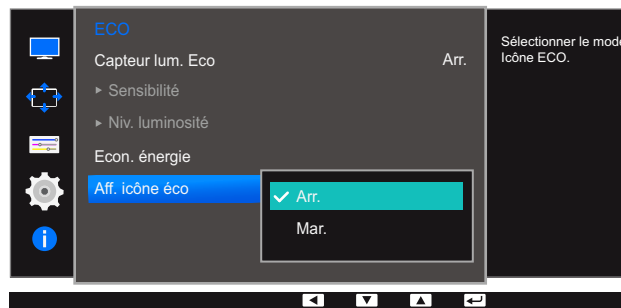 ECO
Capteur lum. Eco Arr.
▸ Sensibilité
▸ Niv. luminosité
Econ. énergie
Aff. icône éco
Arr.
Mar.
Sélectionner le mode
Icône ECO.